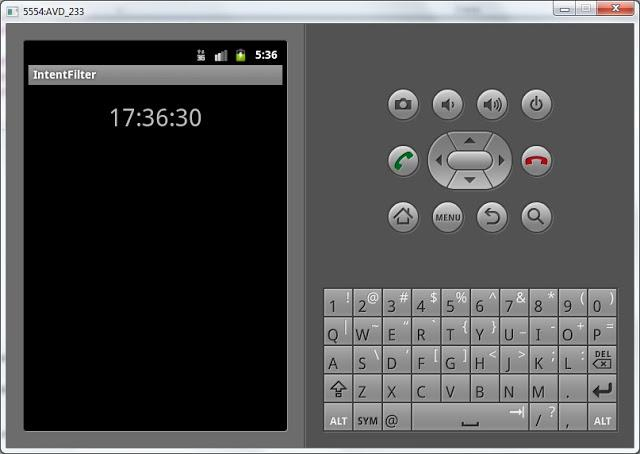 5554:AVD_233
3G 5:36
IntentFilter
17:36:30
MENU
1 ! 2 @ 3 # 4 $ 5 % 6 ^ 7 & 8 * 9 ( 0 )
Q | W ~ E " R ` T { Y } U _ I - O + P =
A S \ D ' F [ G ] H < J > K ; L : DEL
Z X C V B N M .
ALT SYM @ / ? , ALT